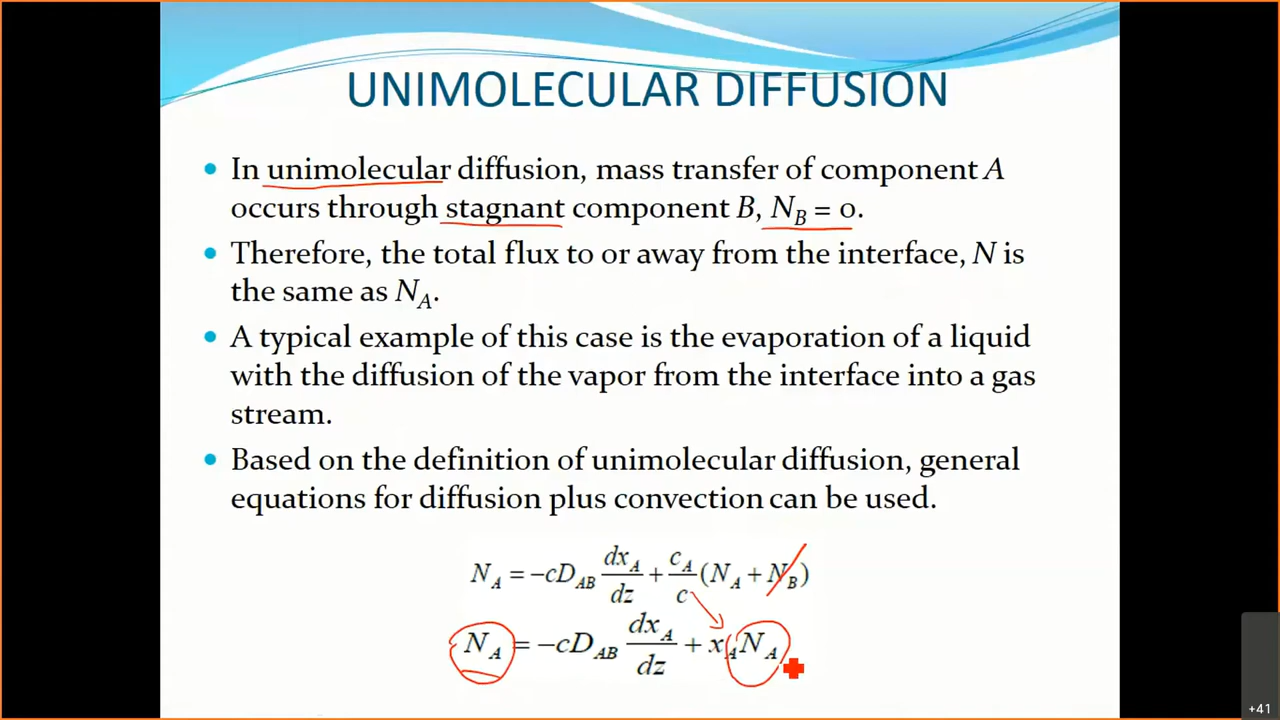 UNIMOLECULAR DIFFUSION
• In unimolecular diffusion, mass transfer of component A
occurs through stagnant component B, N_B = 0.
• Therefore, the total flux to or away from the interface, N is
the same as N_A.
• A typical example of this case is the evaporation of a liquid
with the diffusion of the vapor from the interface into a gas
stream.
• Based on the definition of unimolecular diffusion, general
equations for diffusion plus convection can be used.
N_A = -cD_AB dx_A/dz + c_A/c (N_A + N_B)
N_A = -cD_AB dx_A/dz + x_A N_A
+41